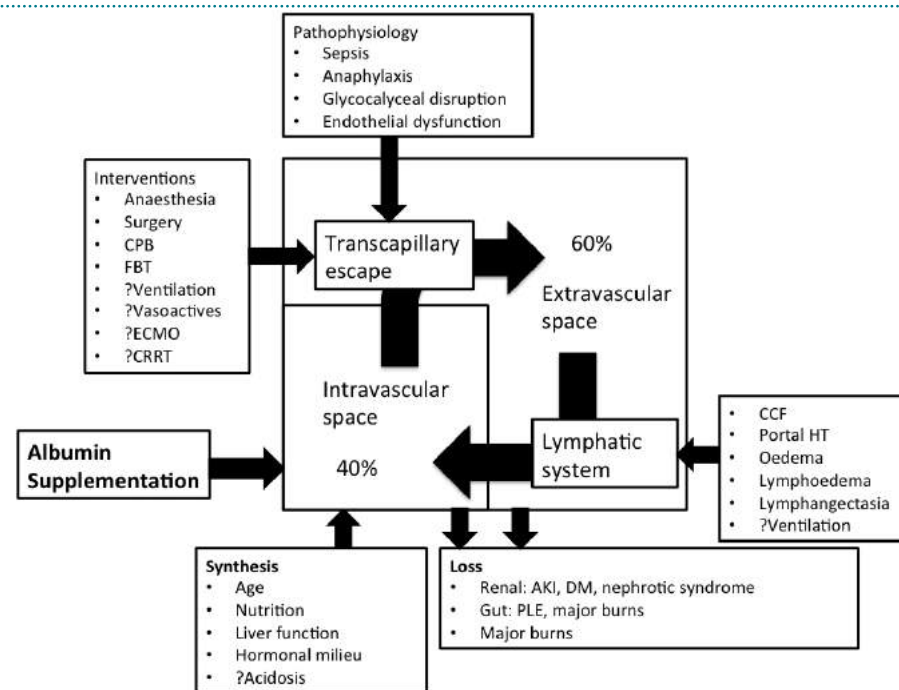 Pathophysiology
• Sepsis
• Anaphylaxis
• Glycocalyceal disruption
• Endothelial dysfunction
Interventions
• Anaesthesia
• Surgery
• CPB
• FBT
• ?Ventilation
• ?Vasoactives
• ?ECMO
• ?CRRT
Transcapillary
escape
60%
Extravascular
space
Intravascular
space
40%
Lymphatic
system
• CCF
• Portal HT
• Oedema
• Lymphoedema
• Lymphangectasia
• ?Ventilation
Albumin
Supplementation
Synthesis
• Age
• Nutrition
• Liver function
• Hormonal milieu
• ?Acidosis
Loss
• Renal: AKI, DM, nephrotic syndrome
• Gut: PLE, major burns
• Major burns